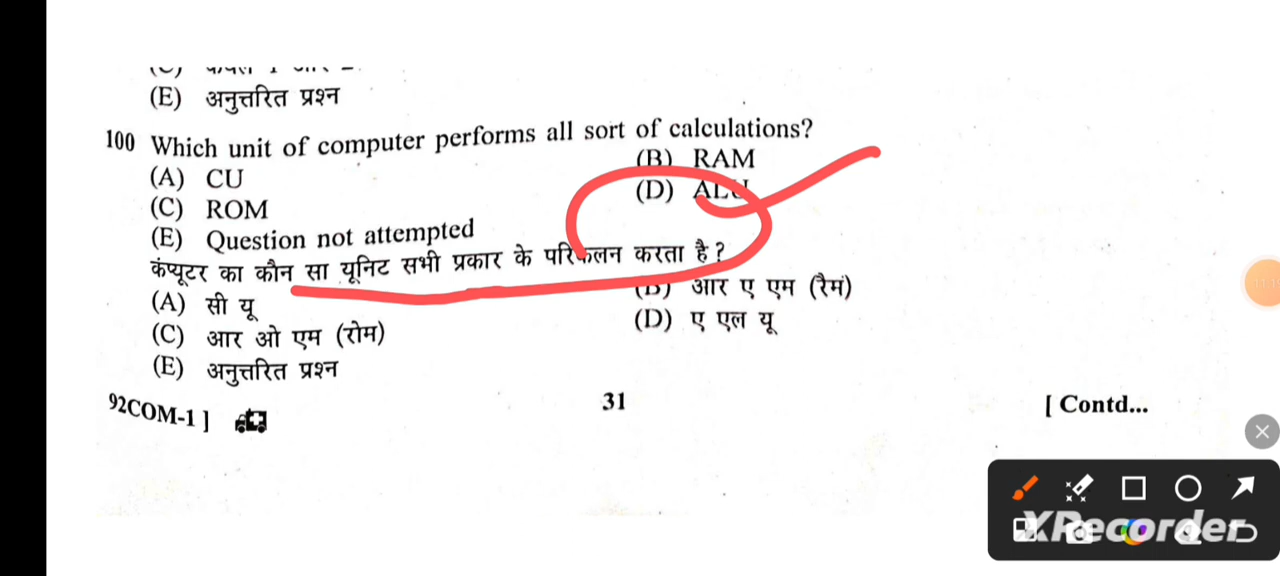 (E) अनुत्तरित प्रश्न
100 Which unit of computer performs all sort of calculations?
(A) CU (B) RAM
(C) ROM (D) ALU
(E) Question not attempted
कंप्यूटर का कौन सा यूनिट सभी प्रकार के परिकलन करता है ?
(A) सी यू (B) आर ए एम (रैम)
(C) आर ओ एम (रोम) (D) ए एल यू
(E) अनुत्तरित प्रश्न
92COM-1 ] 31 [ Contd...
XRecorder